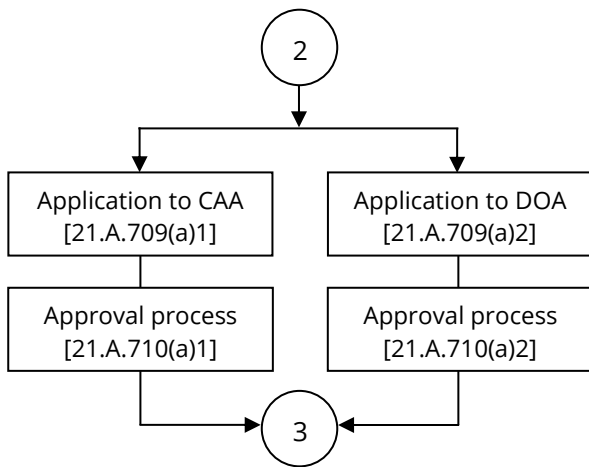 2
Application to CAA
[21.A.709(a)1]
Application to DOA
[21.A.709(a)2]
Approval process
[21.A.710(a)1]
Approval process
[21.A.710(a)2]
3